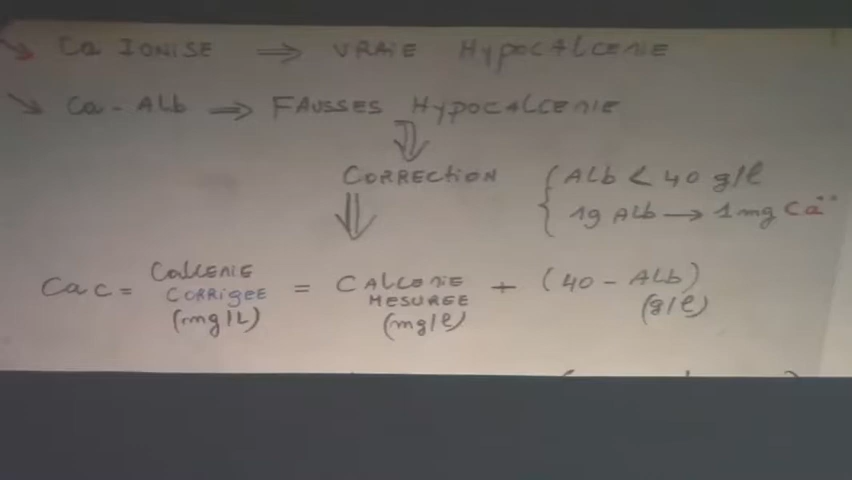 ↘ Ca IONISE ⇒ VRAIE HypocAlcEMIE
↘ Ca - Alb ⇒ FAUSSES HypocAlcEMIE
CORRECTION { Alb < 40 g/l
1g Alb → 1mg Ca++
Ca c = CAlCEMIE CORRIgEE (mg/L) = CAlCEMIE MESUREE (mg/l) + (40 - Alb) (g/l)